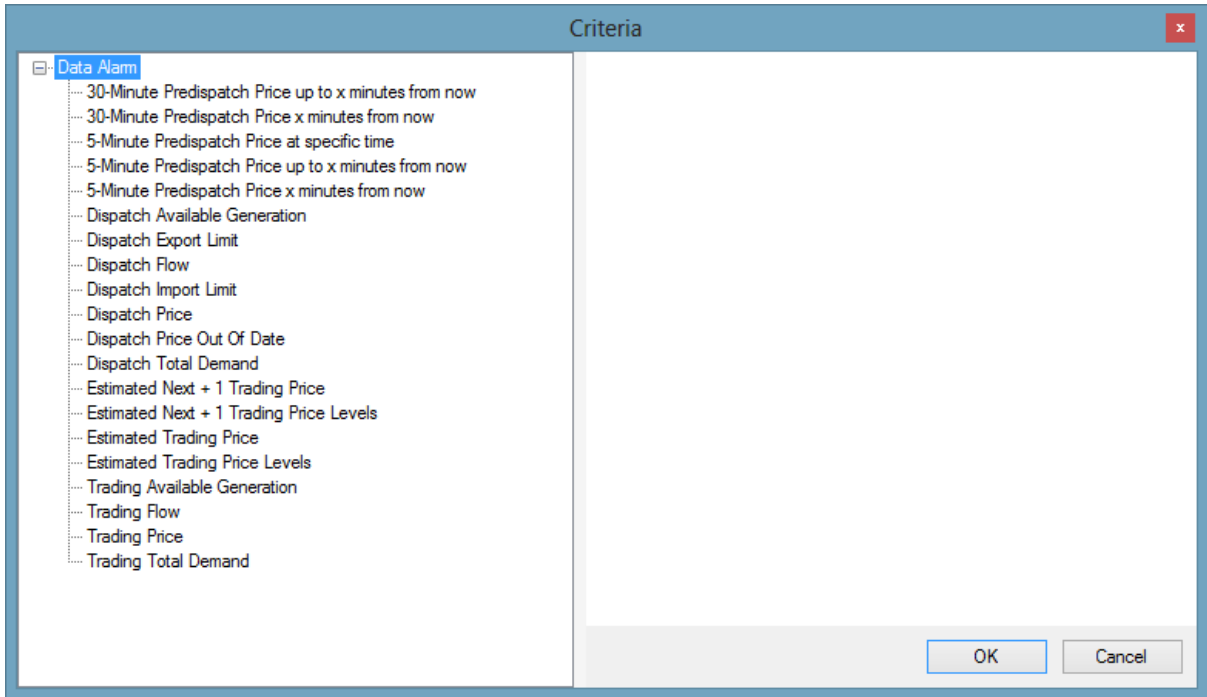 Criteria
x
Data Alarm
30-Minute Predispatch Price up to x minutes from now
30-Minute Predispatch Price x minutes from now
5-Minute Predispatch Price at specific time
5-Minute Predispatch Price up to x minutes from now
5-Minute Predispatch Price x minutes from now
Dispatch Available Generation
Dispatch Export Limit
Dispatch Flow
Dispatch Import Limit
Dispatch Price
Dispatch Price Out Of Date
Dispatch Total Demand
Estimated Next + 1 Trading Price
Estimated Next + 1 Trading Price Levels
Estimated Trading Price
Estimated Trading Price Levels
Trading Available Generation
Trading Flow
Trading Price
Trading Total Demand
OK Cancel